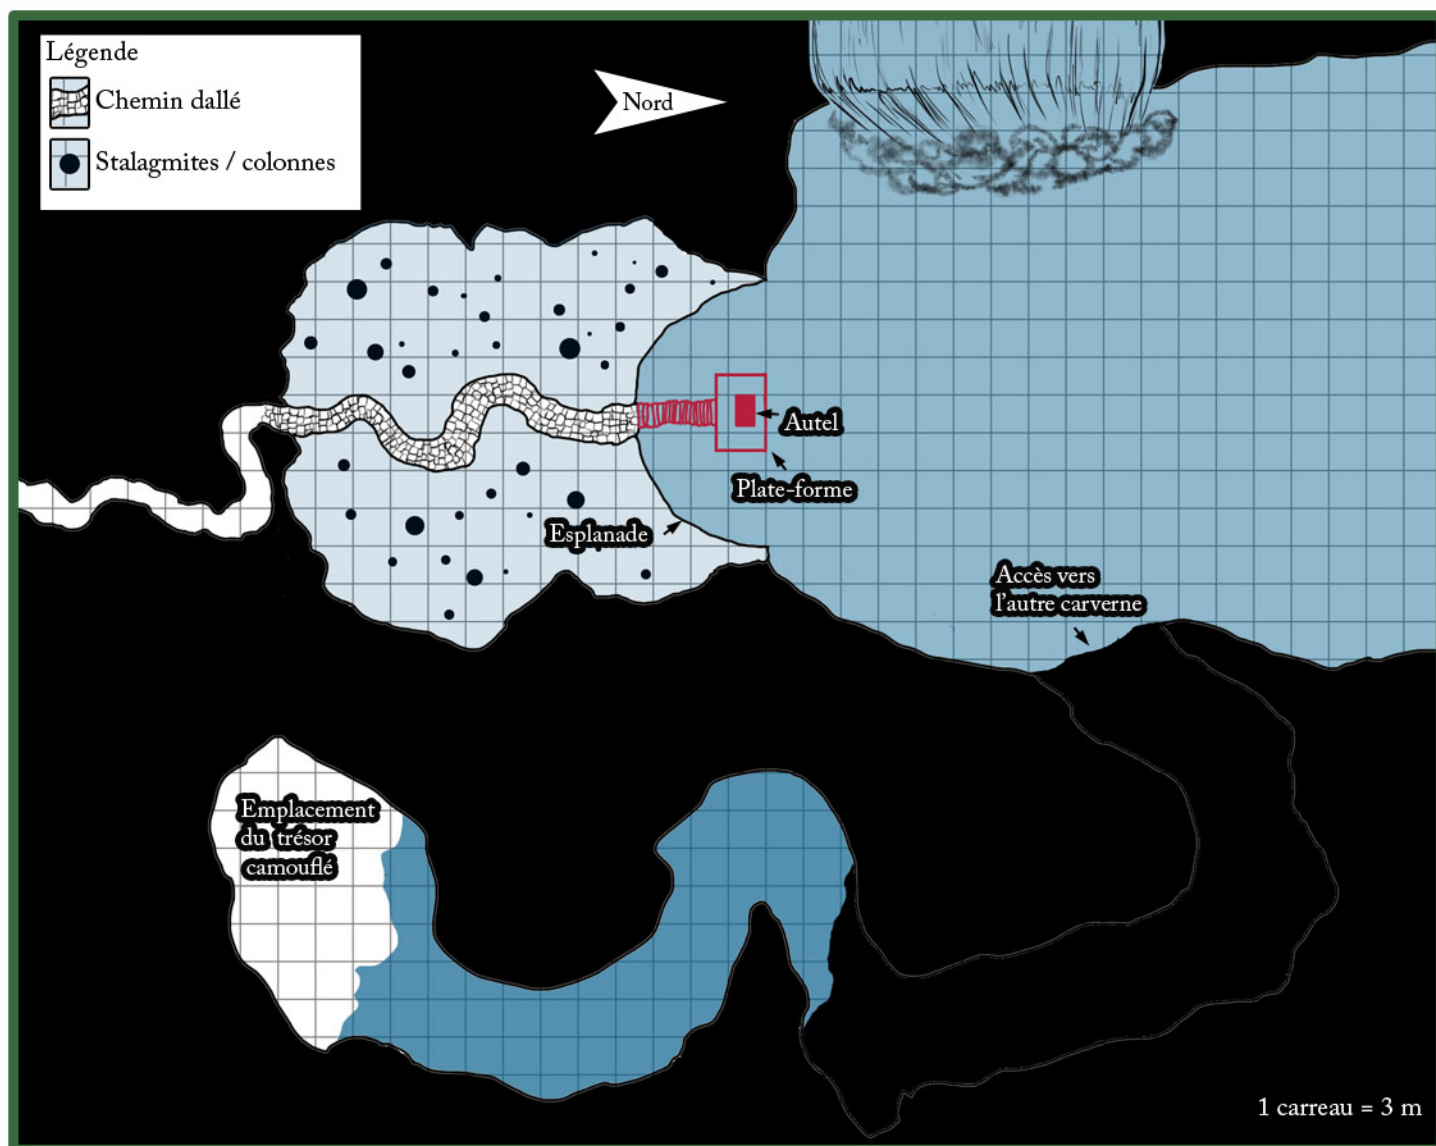 Légende
Chemin dallé
Stalagmites / colonnes
Nord
Autel
Plate-forme
Esplanade
Accès vers
l'autre carverne
Emplacement
du trésor
camouflé
1 carreau = 3 m